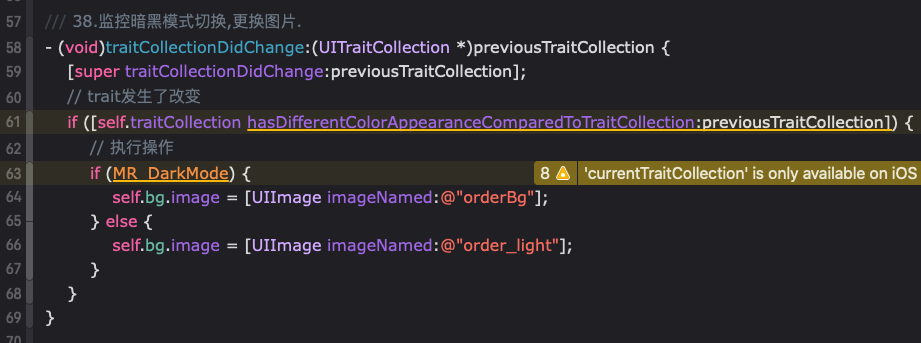 57 /// 38.监控暗黑模式切换,更换图片.
58 - (void)traitCollectionDidChange:(UITraitCollection *)previousTraitCollection {
59 [super traitCollectionDidChange:previousTraitCollection];
60 // trait发生了改变
61 if ([self.traitCollection hasDifferentColorAppearanceComparedToTraitCollection:previousTraitCollection]) {
62 // 执行操作
63 if (MR_DarkMode) { 8 'currentTraitCollection' is only available on iOS
64 self.bg.image = [UIImage imageNamed:@"orderBg"];
65 } else {
66 self.bg.image = [UIImage imageNamed:@"order_light"];
67 }
68 }
69 }